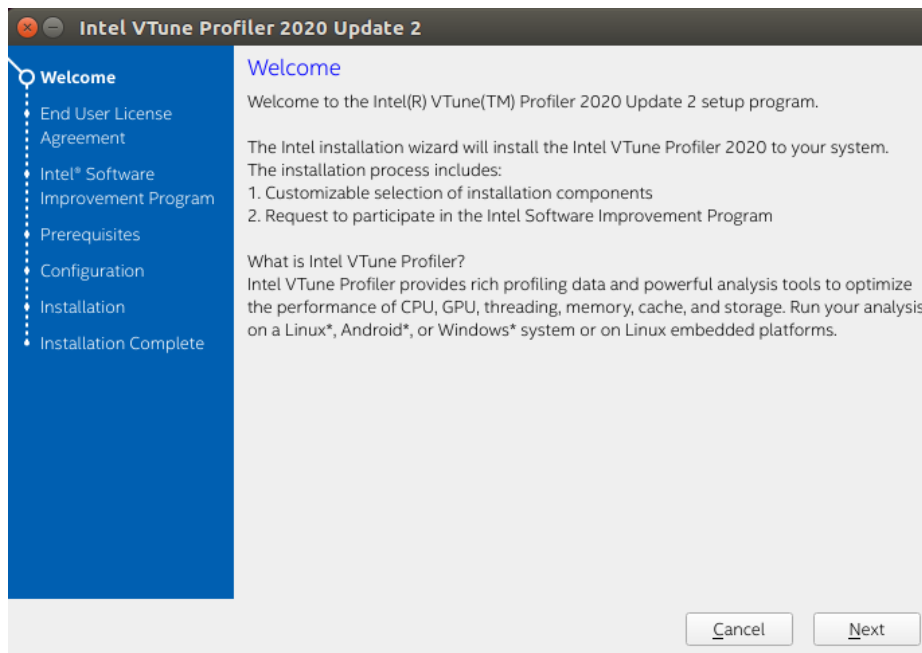 Intel VTune Profiler 2020 Update 2
Welcome
End User License
Agreement
Intel® Software
Improvement Program
Prerequisites
Configuration
Installation
Installation Complete
Welcome
Welcome to the Intel(R) VTune(TM) Profiler 2020 Update 2 setup program.
The Intel installation wizard will install the Intel VTune Profiler 2020 to your system.
The installation process includes:
1. Customizable selection of installation components
2. Request to participate in the Intel Software Improvement Program
What is Intel VTune Profiler?
Intel VTune Profiler provides rich profiling data and powerful analysis tools to optimize
the performance of CPU, GPU, threading, memory, cache, and storage. Run your analysis
on a Linux*, Android*, or Windows* system or on Linux embedded platforms.
Cancel
Next